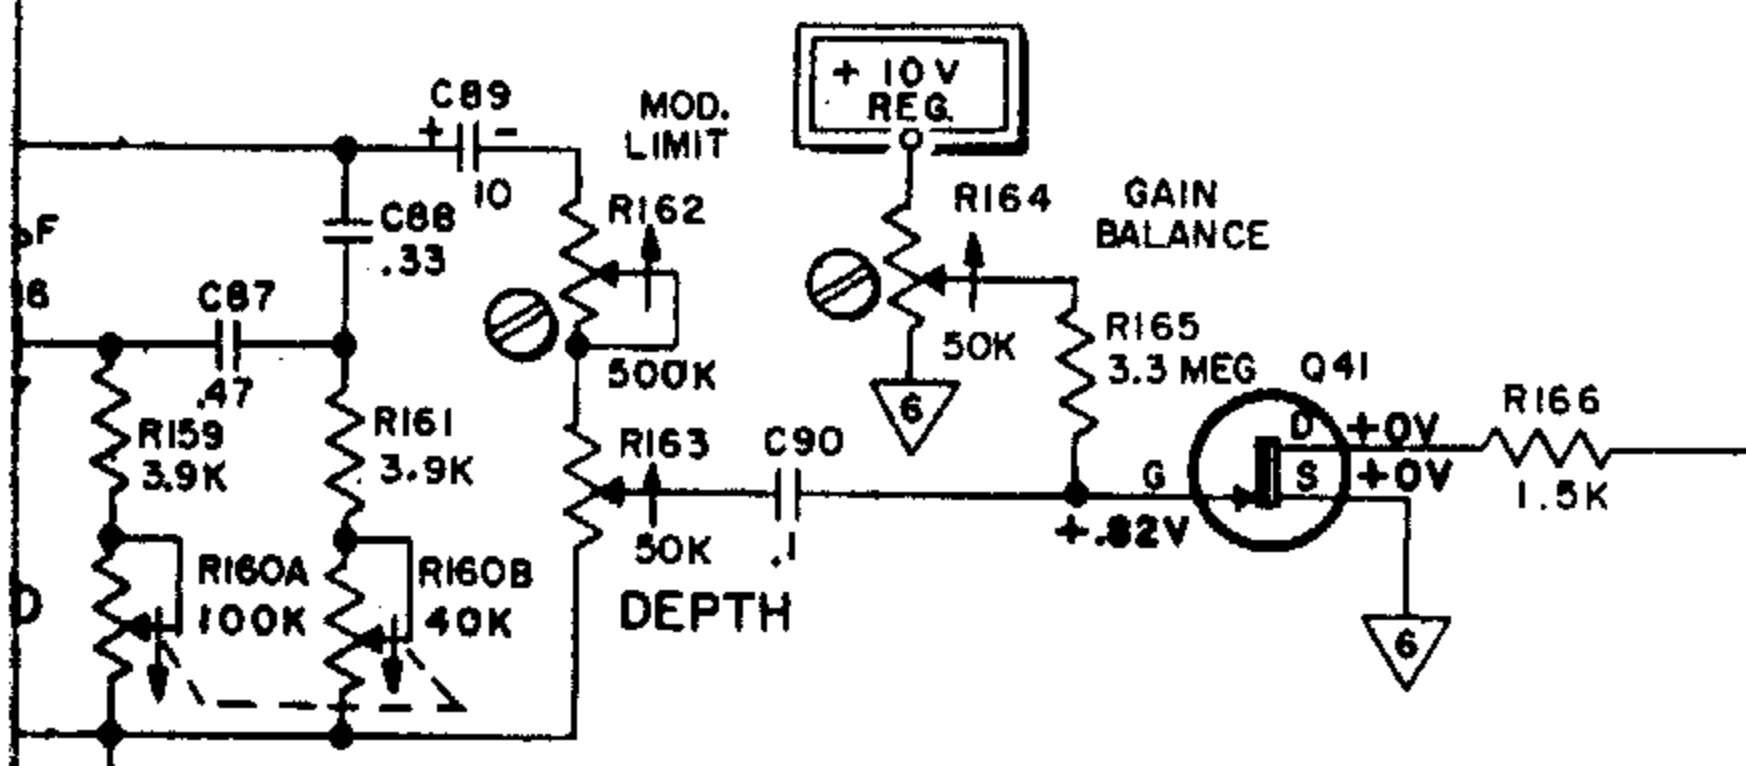 C89
+ -
10
MOD.
LIMIT
+ 10V
REG.
R162
500K
R164
50K
GAIN
BALANCE
C88
.33
F
C87
.47
R165
3.3 MEG
Q41
6
R159
3.9K
R161
3.9K
R163
50K
DEPTH
C90
.1
G
+.82V
D
+0V
S
+0V
R166
1.5K
R160A
100K
R160B
40K
6